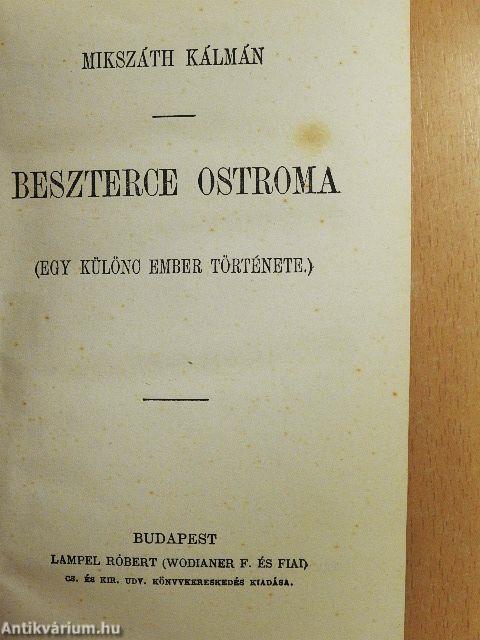 MIKSZÁTH KÁLMÁN
BESZTERCE OSTROMA
(EGY KÜLÖNC EMBER TÖRTÉNETE.)
BUDAPEST
LAMPEL RÓBERT (WODIANER F. ÉS FIAI)
CS. ÉS KIR. UDV. KÖNYVKERESKEDÉS KIADÁSA.
Antikvárium.hu